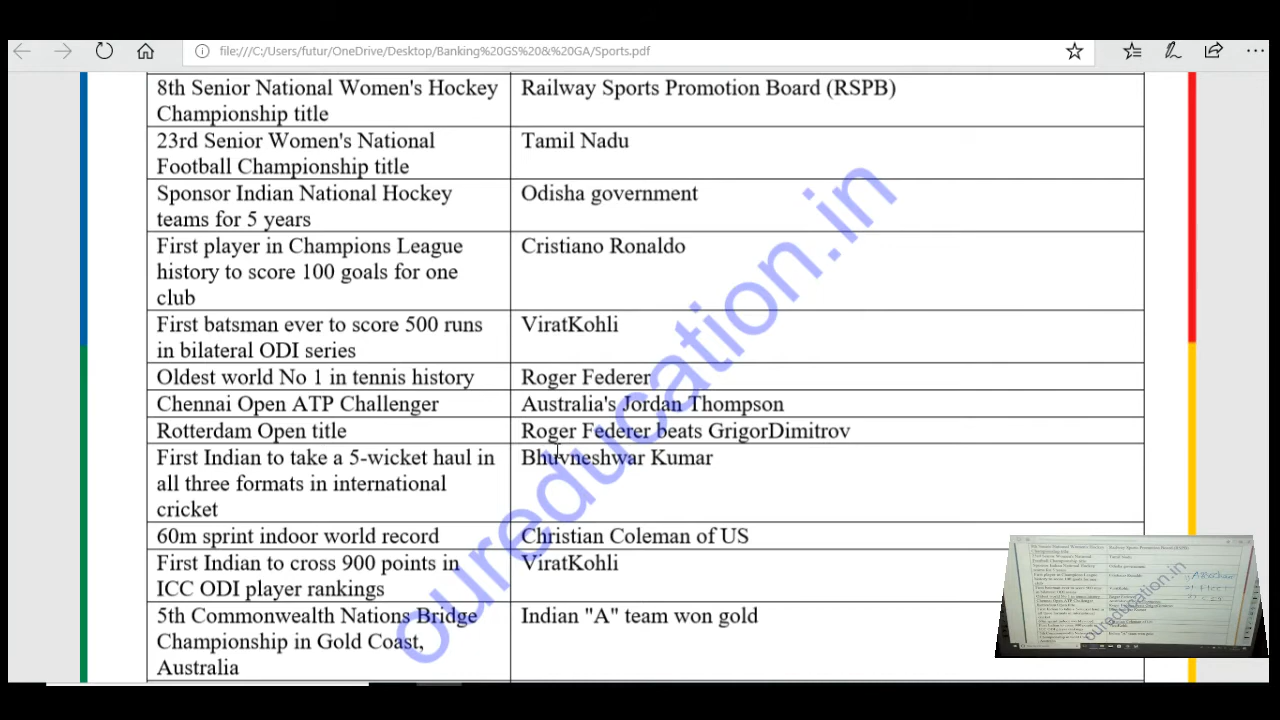 file:///C:/Users/futur/OneDrive/Desktop/Banking%20GS%20&%20GA/Sports.pdf
8th Senior National Women's Hockey
Championship title
Railway Sports Promotion Board (RSPB)
23rd Senior Women's National
Football Championship title
Tamil Nadu
Sponsor Indian National Hockey
teams for 5 years
Odisha government
First player in Champions League
history to score 100 goals for one
club
Cristiano Ronaldo
First batsman ever to score 500 runs
in bilateral ODI series
ViratKohli
Oldest world No 1 in tennis history
Roger Federer
Chennai Open ATP Challenger
Australia's Jordan Thompson
Rotterdam Open title
Roger Federer beats GrigorDimitrov
First Indian to take a 5-wicket haul in
all three formats in international
cricket
Bhuvneshwar Kumar
60m sprint indoor world record
Christian Coleman of US
First Indian to cross 900 points in
ICC ODI player rankings
ViratKohli
5th Commonwealth Nations Bridge
Championship in Gold Coast,
Australia
Indian "A" team won gold
oureducation.in